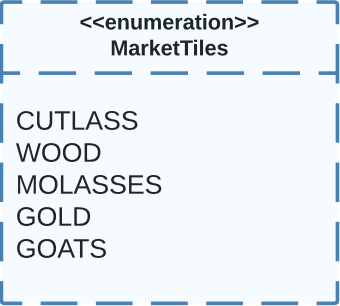 <<enumeration>>
MarketTiles
CUTLASS
WOOD
MOLASSES
GOLD
GOATS